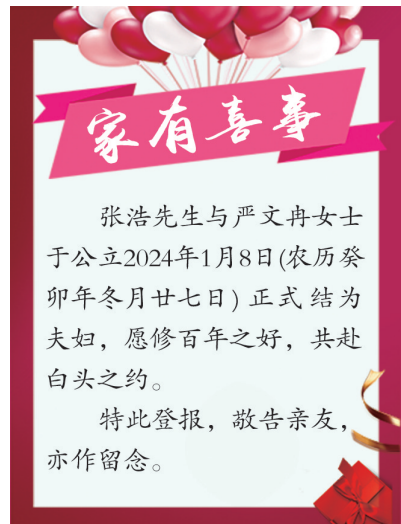 家有喜事
张浩先生与严文冉女士
于公立2024年1月8日(农历癸
卯年冬月廿七日) 正式结为
夫妇，愿修百年之好，共赴
白头之约。
特此登报，敬告亲友，
亦作留念。